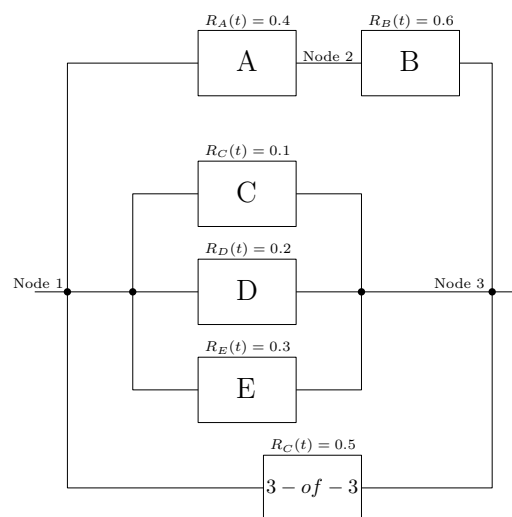 R_A(t) = 0.4
R_B(t) = 0.6
A
Node 2
B
R_C(t) = 0.1
C
R_D(t) = 0.2
Node 1
D
Node 3
R_E(t) = 0.3
E
R_C(t) = 0.5
3 − of − 3